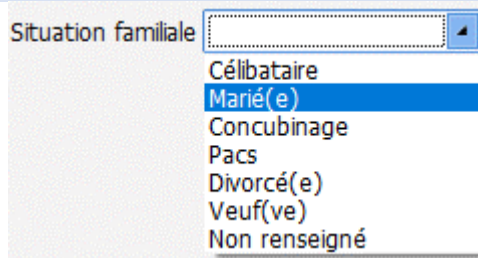 Situation familiale
Célibataire
Marié(e)
Concubinage
Pacs
Divorcé(e)
Veuf(ve)
Non renseigné